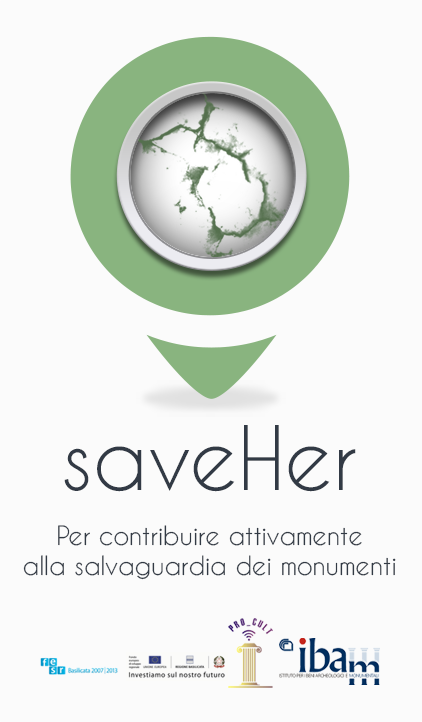 saveHer
Per contribuire attivamente
alla salvaguardia dei monumenti
PRO_CULT
resr
Basilicata 2007|2013
UNIONE EUROPEA
REGIONE BASILICATA
Investiamo sul nostro futuro
ibam
ISTITUTO PER I BENI ARCHEOLOGICI E MONUMENTALI